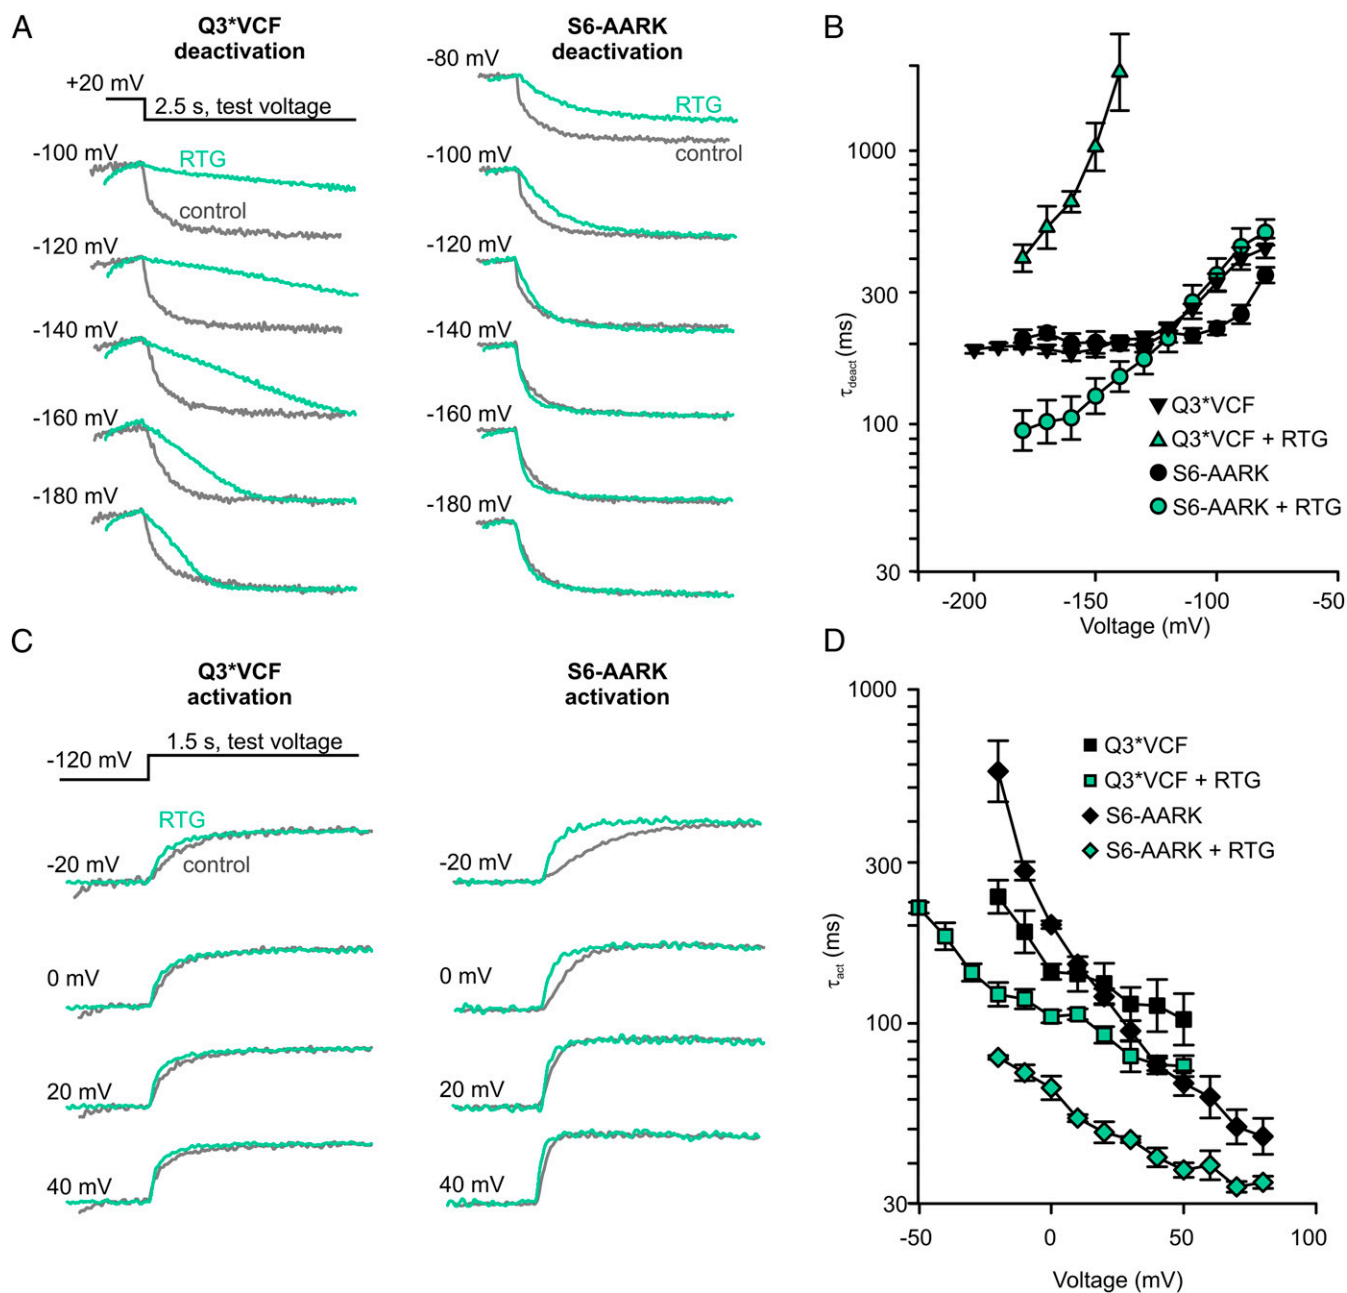 A
Q3*VCF
deactivation
+20 mV
2.5 s, test voltage
-100 mV
RTG
control
-120 mV
-140 mV
-160 mV
-180 mV
S6-AARK
deactivation
-80 mV
RTG
control
-100 mV
-120 mV
-140 mV
-160 mV
-180 mV
B
1000
300
100
30
τdeact (ms)
Q3*VCF
Q3*VCF + RTG
S6-AARK
S6-AARK + RTG
-200
-150
-100
-50
Voltage (mV)
C
Q3*VCF
activation
-120 mV
1.5 s, test voltage
RTG
control
-20 mV
0 mV
20 mV
40 mV
S6-AARK
activation
-20 mV
0 mV
20 mV
40 mV
D
1000
300
100
30
τact (ms)
Q3*VCF
Q3*VCF + RTG
S6-AARK
S6-AARK + RTG
-50
0
50
100
Voltage (mV)